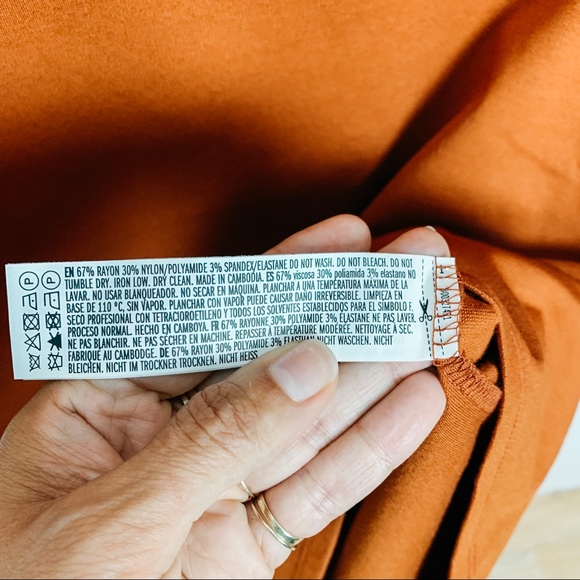 EN 67% RAYON 30% NYLON/POLYAMIDE 3% SPANDEX/ELASTANE DO NOT WASH. DO NOT BLEACH. DO NOT
TUMBLE DRY. IRON LOW. DRY CLEAN. MADE IN CAMBODIA. ES 67% viscosa 30% poliamida 3% elastano NO
LAVAR. NO USAR BLANQUEADOR. NO SECAR EN MAQUINA. PLANCHAR A UNA TEMPERATURA MÁXIMA DE LA
BASE DE 110 °C, SIN VAPOR. PLANCHAR CON VAPOR PUEDE CAUSAR DAÑO IRREVERSIBLE. LIMPIEZA EN
SECO PROFESIONAL CON TETRACIOROETILENO Y TODOS LOS SOLVENTES ESTABLECIDOS PARA EL SIMBOLO F.
PROCESO NORMAL. HECHO EN CAMBOYA. FR 67% RAYONNE 30% POLYAMIDE 3% ELASTANE NE PAS LAVER.
NE PAS BLANCHIR. NE PAS SÉCHER EN MACHINE. REPASSER À TEMPÉRATURE MODÉREE. NETTOYAGE À SEC.
FABRIQUÉ AU CAMBODGE. DE 67% RAYON 30% POLYAMIDE 3% ELASTAN NICHT WASCHEN. NICHT
BLEICHEN. NICHT IM TROCKNER TROCKNEN. NICHT HEISS
P
P